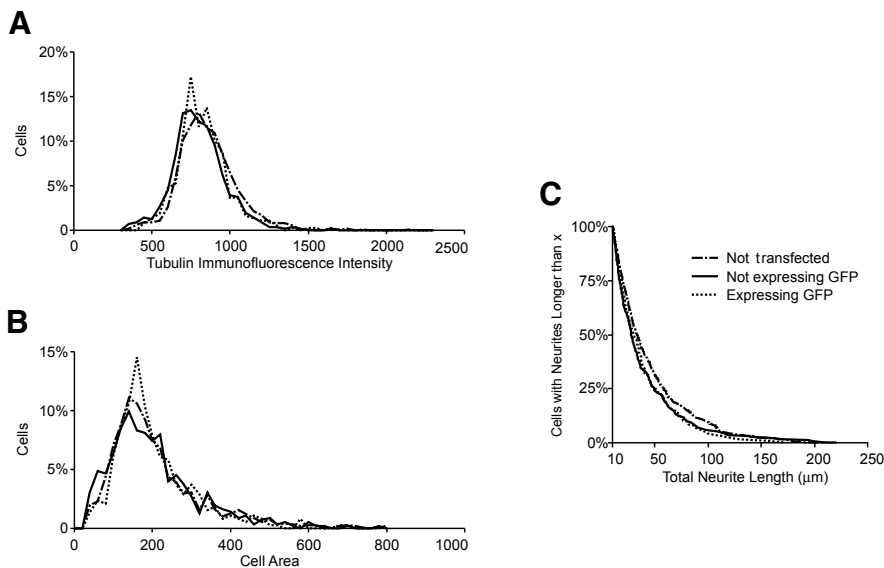 A
20%
15%
10%
5%
0
Cells
0 500 1000 1500 2000 2500
Tubulin Immunofluorescence Intensity
B
15%
10%
5%
0
Cells
0 200 400 600 800 1000
Cell Area
C
100%
75%
50%
25%
0%
Cells with Neurites Longer than x
10 50 100 150 200 250
Total Neurite Length (μm)
Not transfected
Not expressing GFP
Expressing GFP